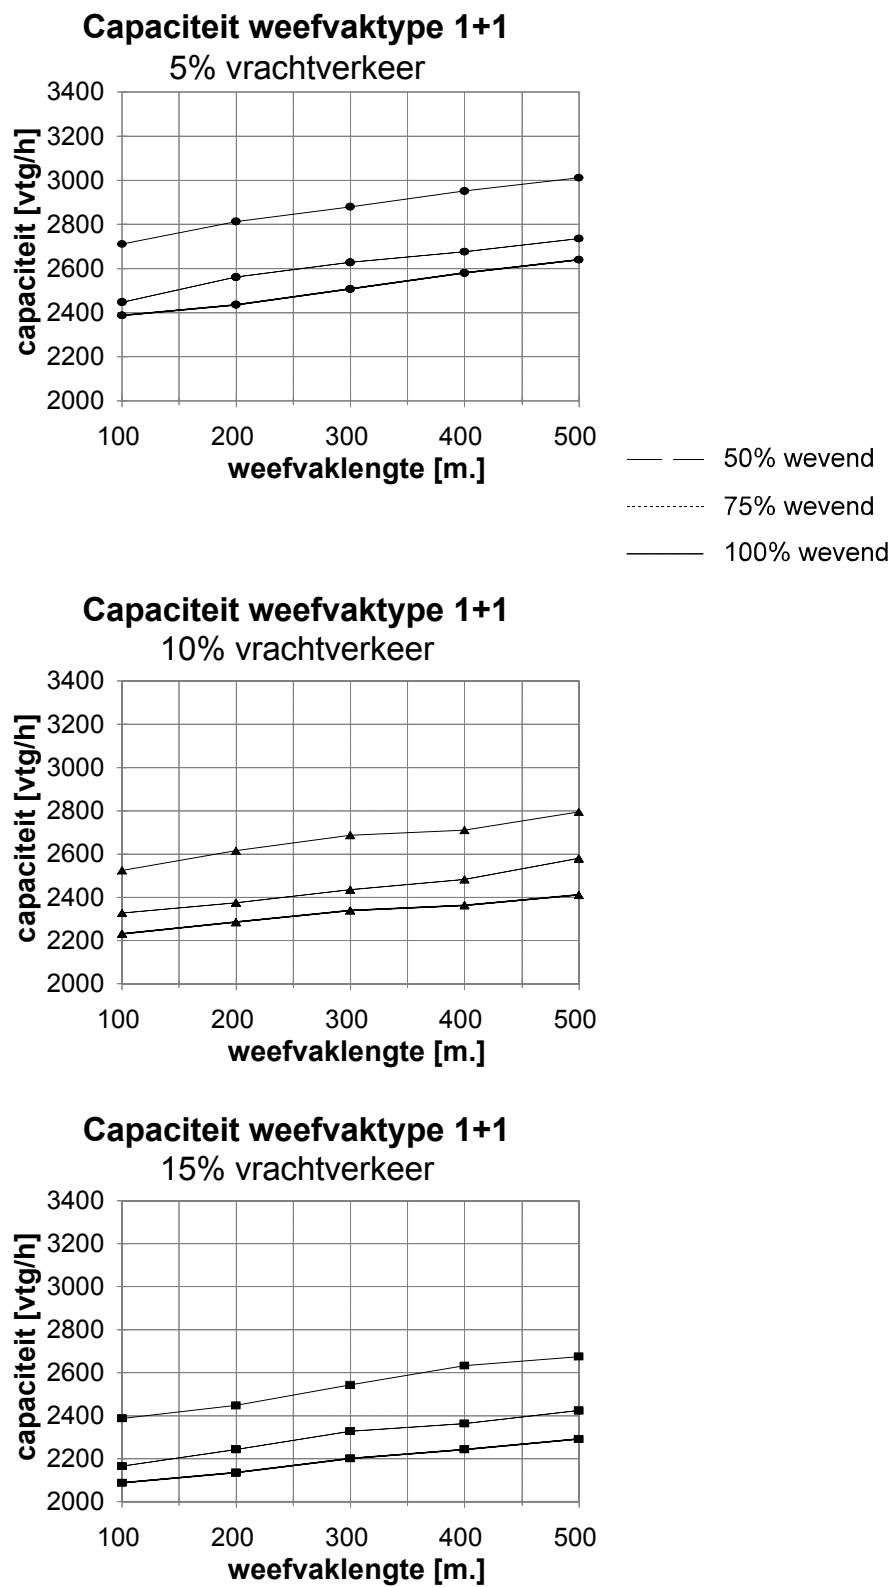 Capaciteit weefvaktype 1+1
5% vrachtverkeer
capaciteit [vtg/h]
3400
3200
3000
2800
2600
2400
2200
2000
100 200 300 400 500
weefvaklengte [m.]
50% wevend
75% wevend
100% wevend
Capaciteit weefvaktype 1+1
10% vrachtverkeer
capaciteit [vtg/h]
3400
3200
3000
2800
2600
2400
2200
2000
100 200 300 400 500
weefvaklengte [m.]
Capaciteit weefvaktype 1+1
15% vrachtverkeer
capaciteit [vtg/h]
3400
3200
3000
2800
2600
2400
2200
2000
100 200 300 400 500
weefvaklengte [m.]